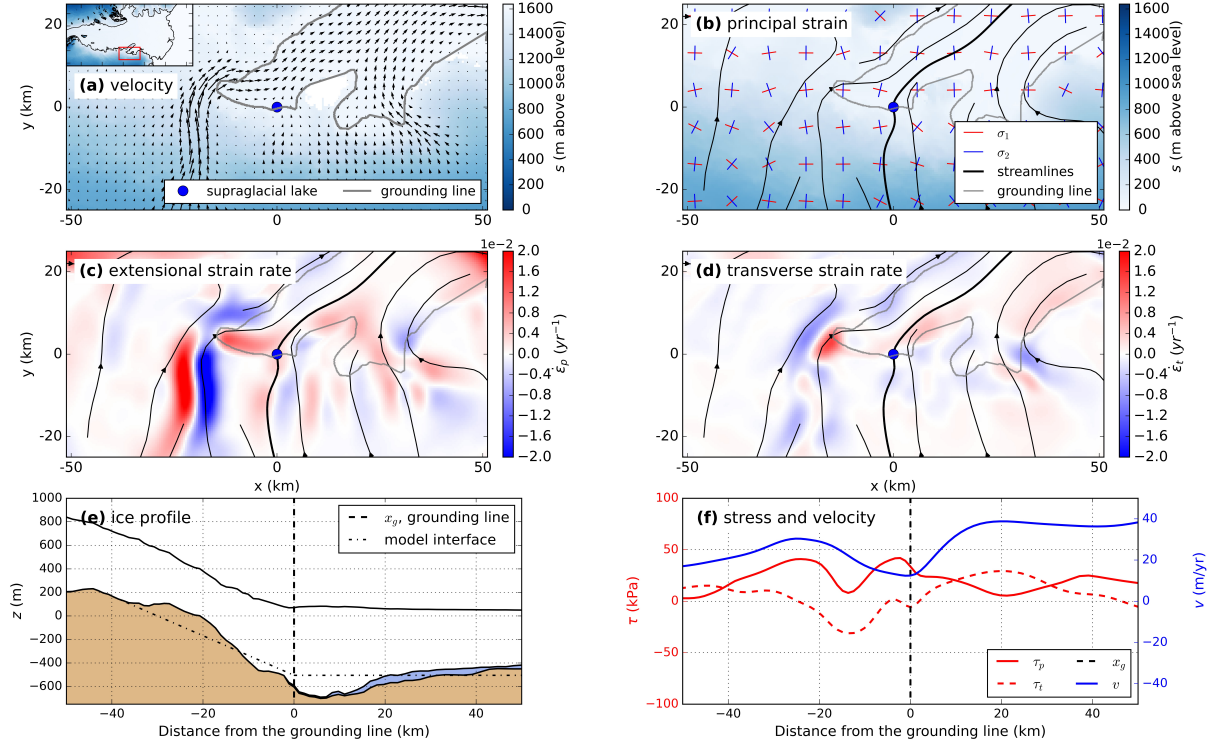 20
0
-20
y (km)
(a) velocity
supraglacial lake
grounding line
-50
0
50
1600
1400
1200
1000
800
600
400
200
0
s (m above sea level)
(b) principal strain
20
0
-20
σ1
σ2
streamlines
grounding line
-50
0
50
1600
1400
1200
1000
800
600
400
200
0
s (m above sea level)
20
0
-20
y (km)
(c) extensional strain rate
-50
0
50
x (km)
1e−2
2.0
1.6
1.2
0.8
0.4
0.0
−0.4
−0.8
−1.2
−1.6
−2.0
ε̇p (yr−1)
20
0
-20
(d) transverse strain rate
-50
0
50
x (km)
1e−2
2.0
1.6
1.2
0.8
0.4
0.0
−0.4
−0.8
−1.2
−1.6
−2.0
ε̇t (yr−1)
1000
800
600
400
200
0
−200
−400
−600
z (m)
(e) ice profile
xg, grounding line
model interface
−40
−20
0
20
40
Distance from the grounding line (km)
100
50
0
−50
−100
τ (kPa)
(f) stress and velocity
τp
τt
xg
v
40
20
0
−20
−40
v (m/yr)
−40
−20
0
20
40
Distance from the grounding line (km)